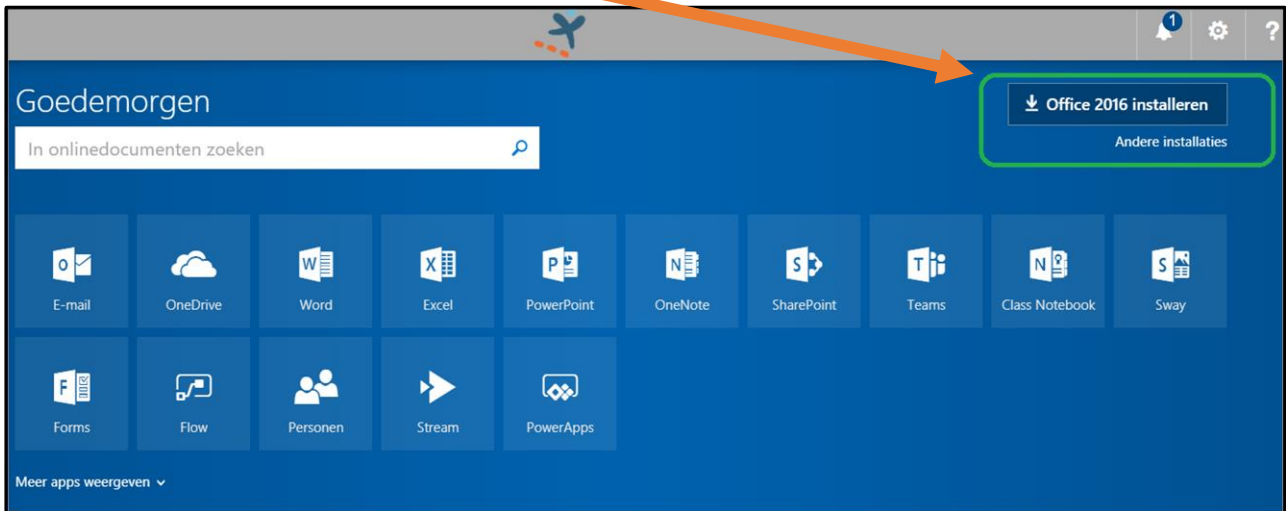 1
?
Goedemorgen
Office 2016 installeren
In onlinedocumenten zoeken
Andere installaties
E-mail
OneDrive
Word
Excel
PowerPoint
OneNote
SharePoint
Teams
Class Notebook
Sway
Forms
Flow
Personen
Stream
PowerApps
Meer apps weergeven